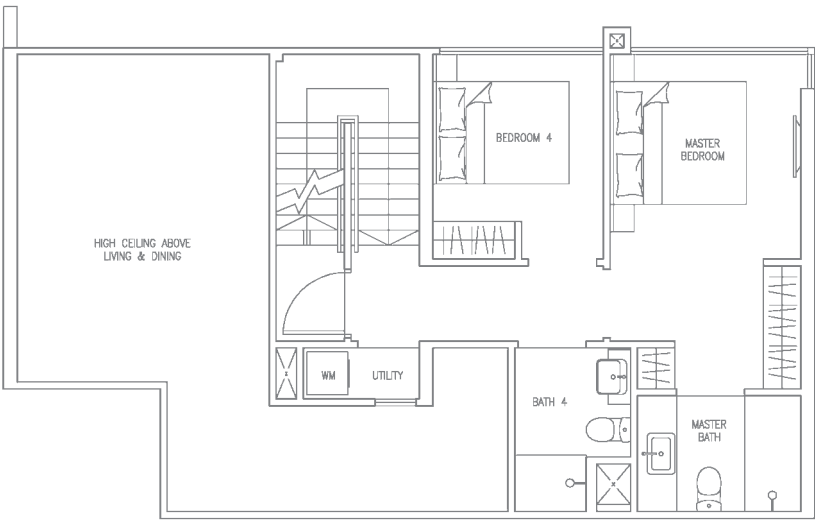 BEDROOM 4
MASTER
BEDROOM
HIGH CEILING ABOVE
LIVING & DINING
WM
UTILITY
BATH 4
MASTER
BATH